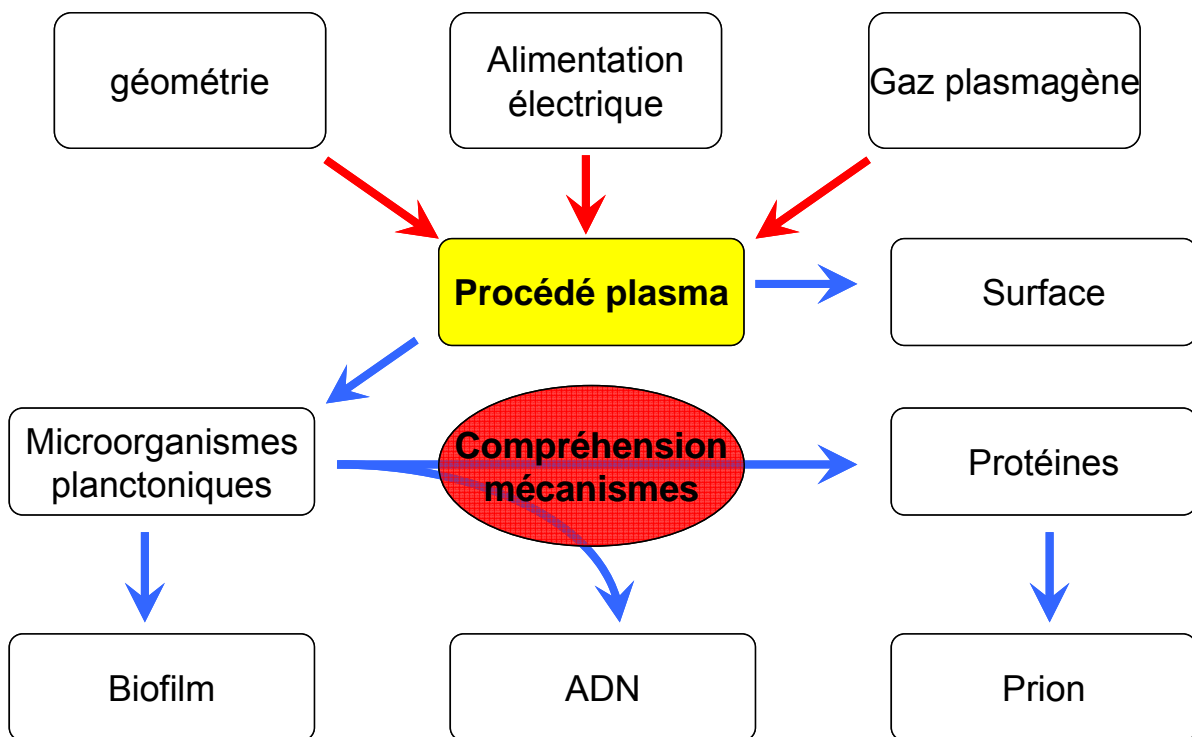 géométrie
Alimentation
électrique
Gaz plasmagène
Procédé plasma
Surface
Microorganismes
planctoniques
Compréhension
mécanismes
Protéines
Biofilm
ADN
Prion